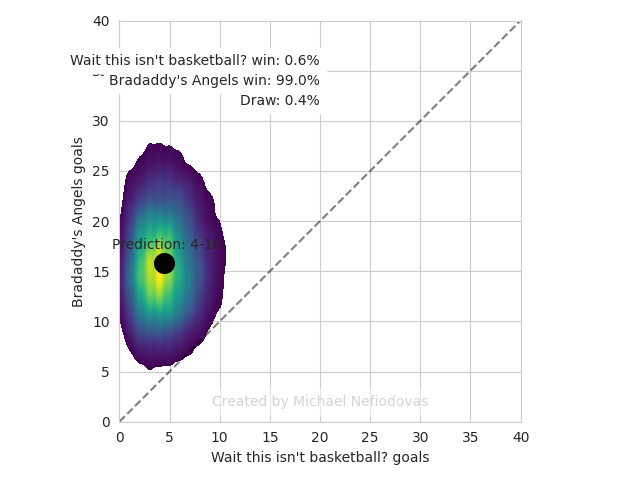 40
Wait this isn't basketball? win: 0.6%
Bradaddy's Angels win: 99.0%
Draw: 0.4%
30
25
20
Prediction: 4-16
15
10
5
0
Created by Michael Nefiodovas
0 5 10 15 20 25 30 35 40
Wait this isn't basketball? goals
Bradaddy's Angels goals